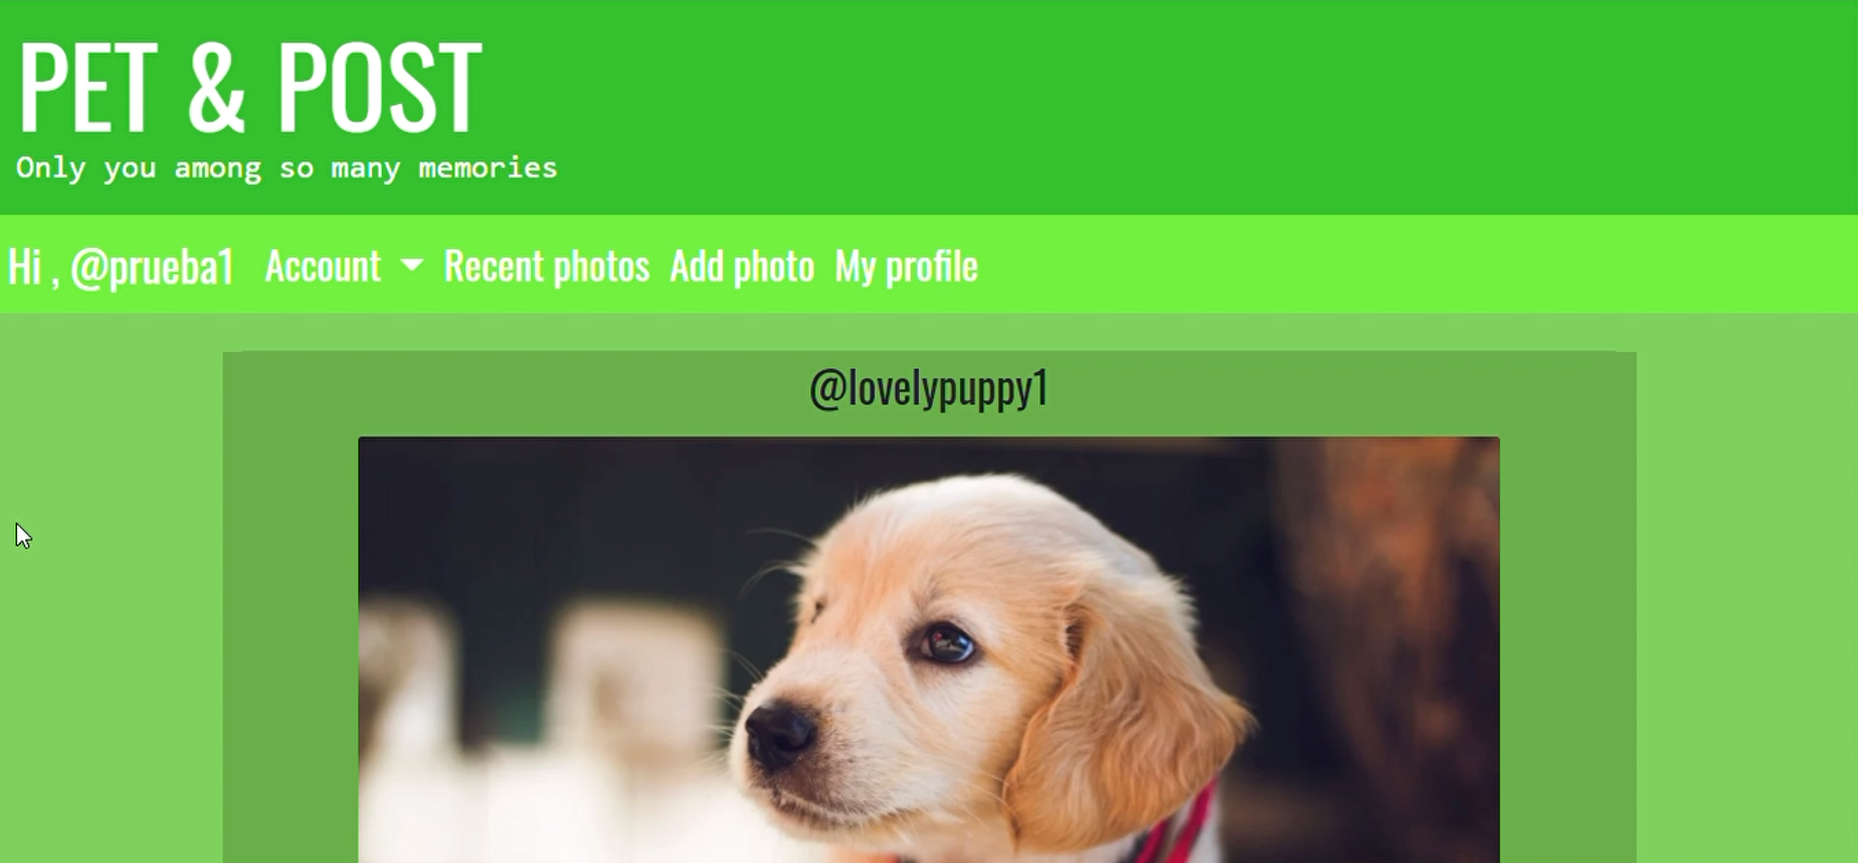 PET & POST
Only you among so many memories
Hi , @prueba1 Account Recent photos Add photo My profile
@lovelypuppy1